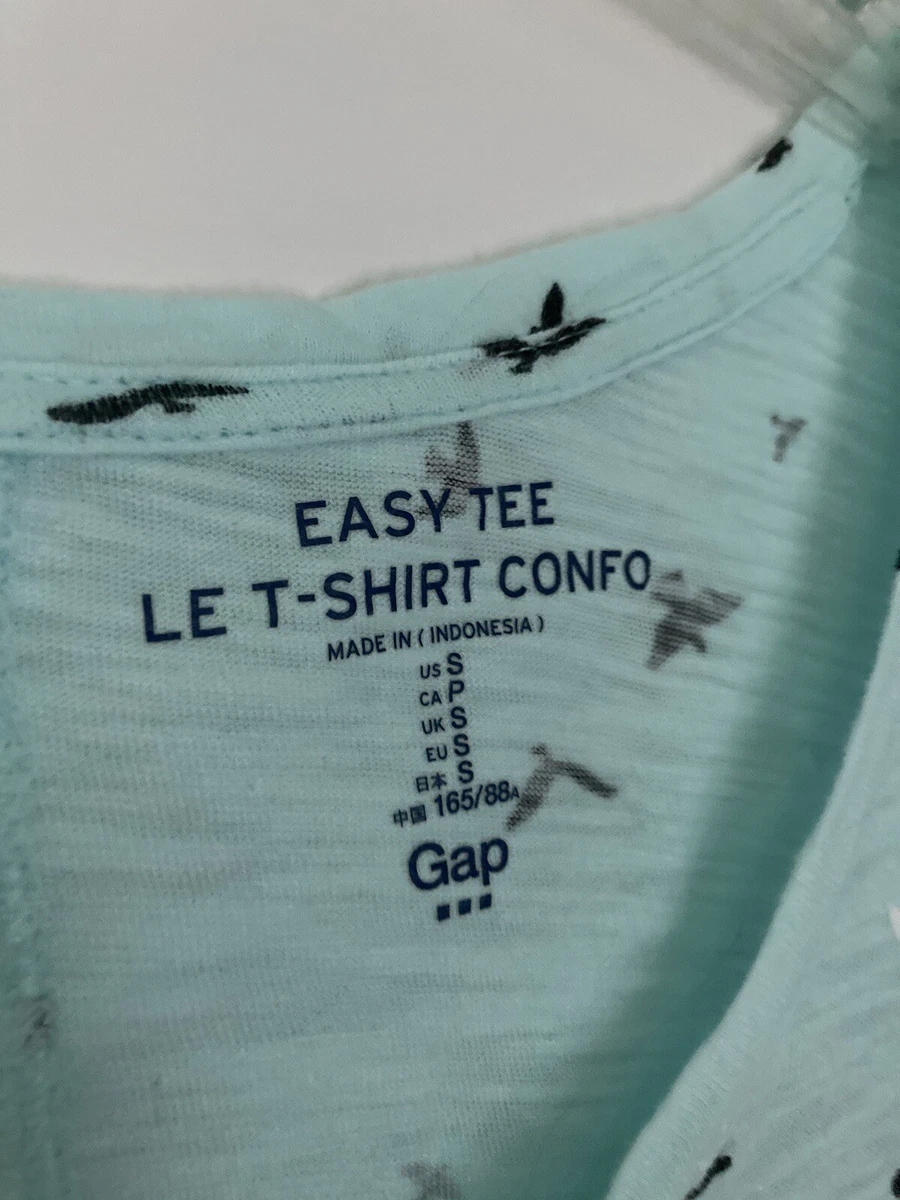 EASY TEE
LE T-SHIRT CONFO
MADE IN ( INDONESIA )
US S
CA P
UK S
EU S
日本 S
中国 165/88A
Gap